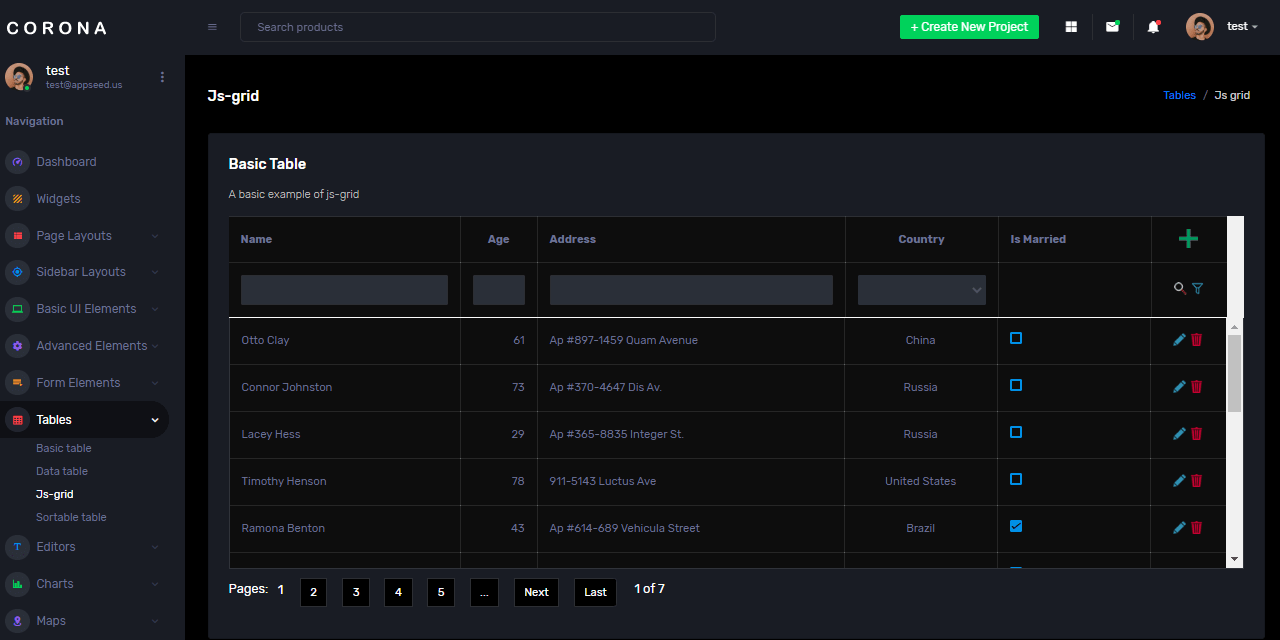 CORONA
Search products
+ Create New Project
test
test
test@appseed.us
Navigation
Dashboard
Widgets
Page Layouts
Sidebar Layouts
Basic UI Elements
Advanced Elements
Form Elements
Tables
Basic table
Data table
Js-grid
Sortable table
Editors
Charts
Maps
Js-grid
Tables / Js grid
Basic Table
A basic example of js-grid
Name Age Address Country Is Married
Otto Clay 61 Ap #897-1459 Quam Avenue China
Connor Johnston 73 Ap #370-4647 Dis Av. Russia
Lacey Hess 29 Ap #365-8835 Integer St. Russia
Timothy Henson 78 911-5143 Luctus Ave United States
Ramona Benton 43 Ap #614-689 Vehicula Street Brazil
Pages: 1 2 3 4 5 ... Next Last 1 of 7